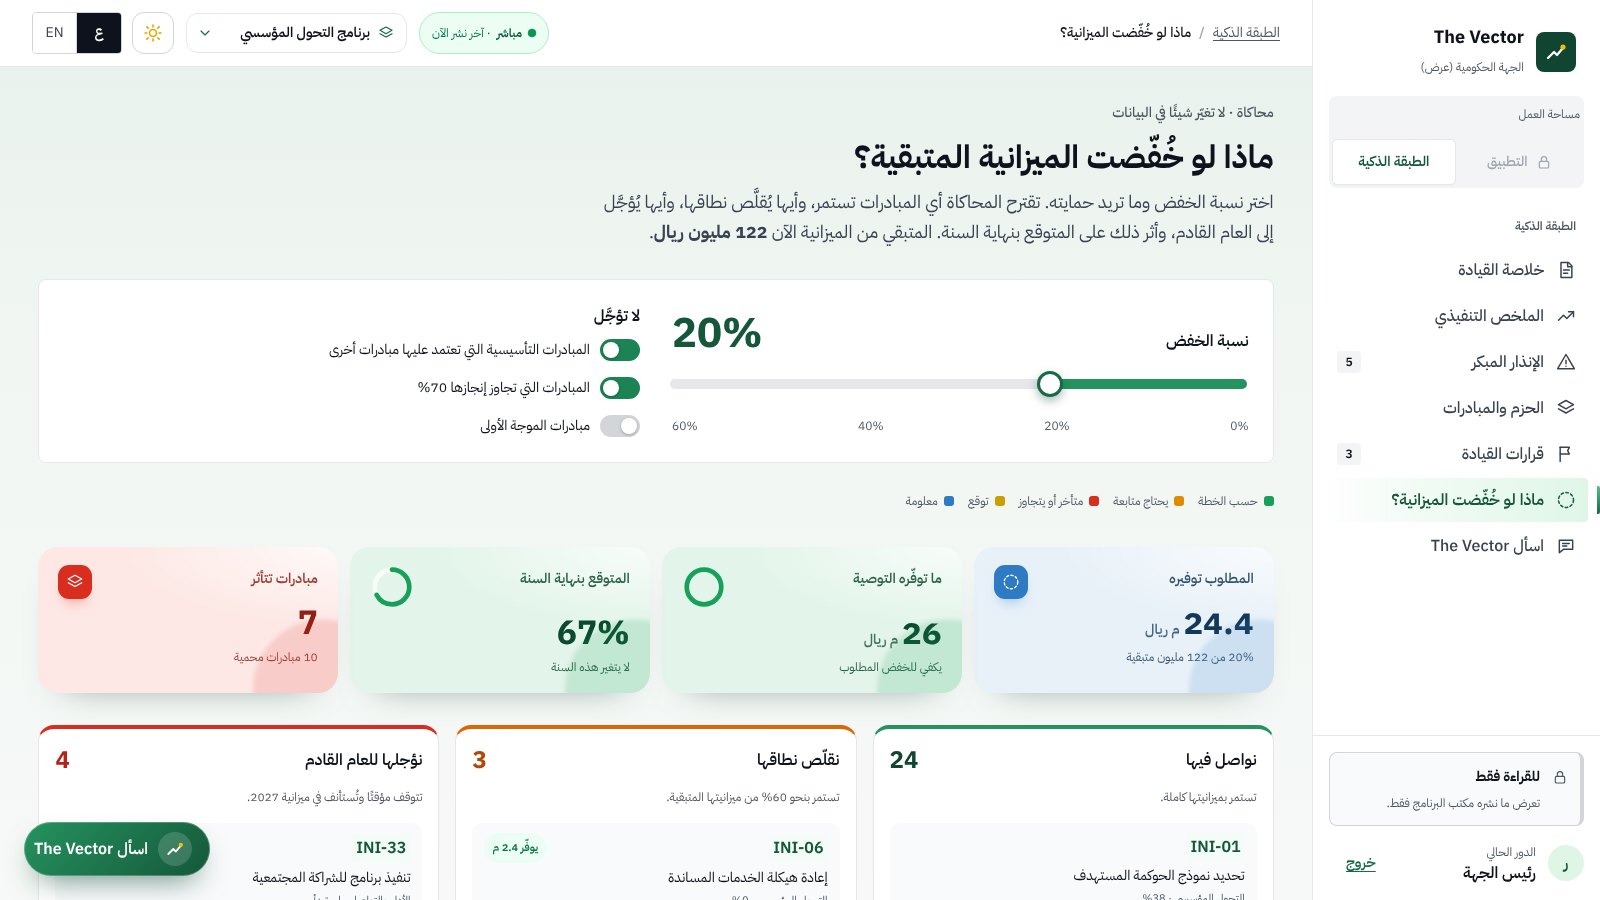 The Vector
الجهة الحكومية (عرض)
مساحة العمل
التطبيق
الطبقة الذكية
الطبقة الذكية
خلاصة القيادة
الملخص التنفيذي
الإنذار المبكر
5
الحزم والمبادرات
قرارات القيادة
3
ماذا لو خُفّضت الميزانية؟
اسأل The Vector
للقراءة فقط
تعرض ما نشره مكتب البرنامج فقط.
ر
الدور الحالي
رئيس الجهة
خروج
الطبقة الذكية / ماذا لو خُفّضت الميزانية؟
مباشر · آخر نشر الآن
برنامج التحول المؤسسي
ع
EN
محاكاة · لا تغيّر شيئًا في البيانات
ماذا لو خُفّضت الميزانية المتبقية؟
اختر نسبة الخفض وما تريد حمايته. تقترح المحاكاة أي المبادرات تستمر، وأيها يُقلَّص نطاقها، وأيها يُؤجَّل
إلى العام القادم، وأثر ذلك على المتوقع بنهاية السنة. المتبقي من الميزانية الآن 122 مليون ريال.
نسبة الخفض
20%
0%
20%
40%
60%
لا تؤجَّل
المبادرات التأسيسية التي تعتمد عليها مبادرات أخرى
المبادرات التي تجاوز إنجازها 70%
مبادرات الموجة الأولى
حسب الخطة
يحتاج متابعة
متأخر أو يتجاوز
توقع
معلومة
المطلوب توفيره
24.4 م ريال
20% من 122 مليون متبقية
ما توفّره التوصية
26 م ريال
يكفي للخفض المطلوب
المتوقع بنهاية السنة
67%
لا يتغير هذه السنة
مبادرات تتأثر
7
10 مبادرات محمية
نواصل فيها
24
تستمر بميزانيتها كاملة.
INI-01
تحديد نموذج الحوكمة المستهدف
نقلّص نطاقها
3
تستمر بنحو 60% من ميزانيتها المتبقية.
INI-06
يوفّر 2.4 م
إعادة هيكلة الخدمات المساندة
نؤجلها للعام القادم
4
تتوقف مؤقتًا وتُستأنف في ميزانية 2027.
INI-33
تنفيذ برنامج للشراكة المجتمعية
اسأل The Vector